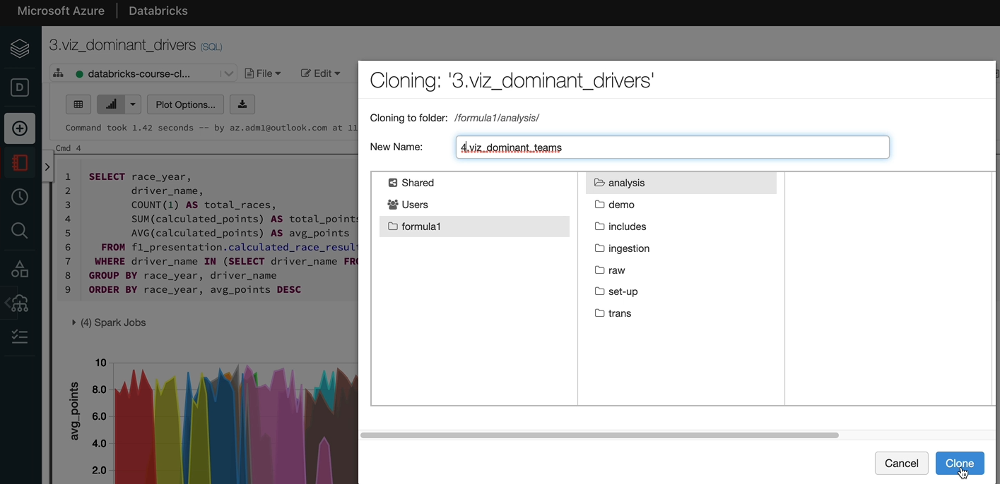 Microsoft Azure | Databricks
3.viz_dominant_drivers (SQL)
databricks-course-cl...
File
Edit
Plot Options...
Command took 1.42 seconds -- by az.adm1@outlook.com at 11
Cmd 4
1 SELECT race_year,
2 driver_name,
3 COUNT(1) AS total_races,
4 SUM(calculated_points) AS total_points
5 AVG(calculated_points) AS avg_points
6 FROM f1_presentation.calculated_race_result
7 WHERE driver_name IN (SELECT driver_name FRO
8 GROUP BY race_year, driver_name
9 ORDER BY race_year, avg_points DESC
(4) Spark Jobs
10
8.0
6.0
4.0
2.0
avg_points
Cloning: '3.viz_dominant_drivers'
Cloning to folder: /formula1/analysis/
New Name: 4.viz_dominant_teams
Shared
Users
formula1
analysis
demo
includes
ingestion
raw
set-up
trans
Cancel
Clone